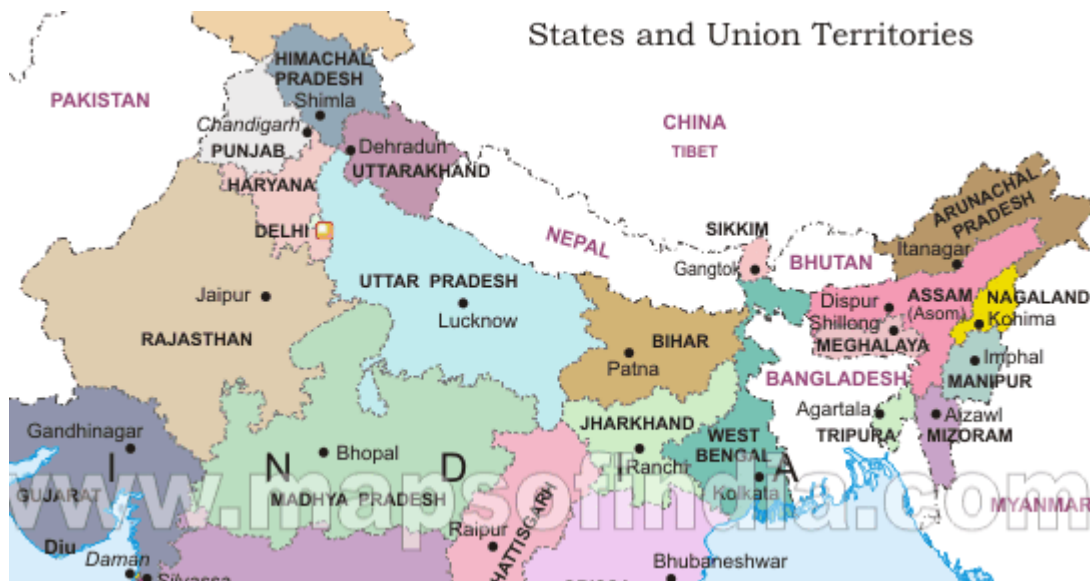 States and Union Territories
HIMACHAL
PRADESH
Shimla
PAKISTAN
CHINA
TIBET
Chandigarh
PUNJAB
Dehradun
UTTARAKHAND
HARYANA
ARUNACHAL
PRADESH
DELHI
NEPAL
SIKKIM
Gangtok
BHUTAN
Itanagar
UTTAR PRADESH
Lucknow
Jaipur
RAJASTHAN
Dispur
ASSAM
(Asom)
NAGALAND
Kohima
Shillong
MEGHALAYA
BIHAR
Patna
Imphal
MANIPUR
BANGLADESH
Agartala
TRIPURA
Aizawl
MIZORAM
JHARKHAND
Ranchi
WEST
BENGAL
Kolkata
Gandhinagar
Bhopal
I N D I A
GUJARAT
MADHYA PRADESH
www.mapsofindia.com
MYANMAR
Raipur
HATTISGARH
Diu
Daman
Silvassa
Bhubaneshwar